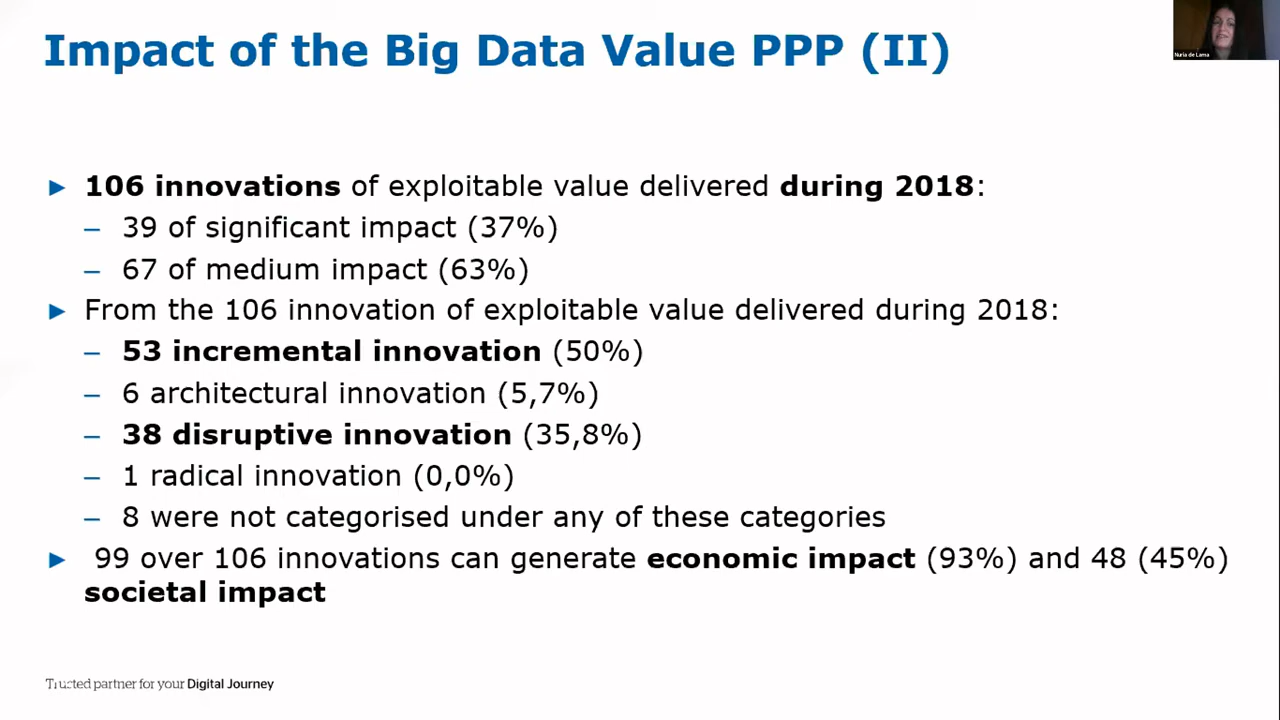 Impact of the Big Data Value PPP (II)
Nuria de Lama
► 106 innovations of exploitable value delivered during 2018:
– 39 of significant impact (37%)
– 67 of medium impact (63%)
► From the 106 innovation of exploitable value delivered during 2018:
– 53 incremental innovation (50%)
– 6 architectural innovation (5,7%)
– 38 disruptive innovation (35,8%)
– 1 radical innovation (0,0%)
– 8 were not categorised under any of these categories
► 99 over 106 innovations can generate economic impact (93%) and 48 (45%)
societal impact
Trusted partner for your Digital Journey